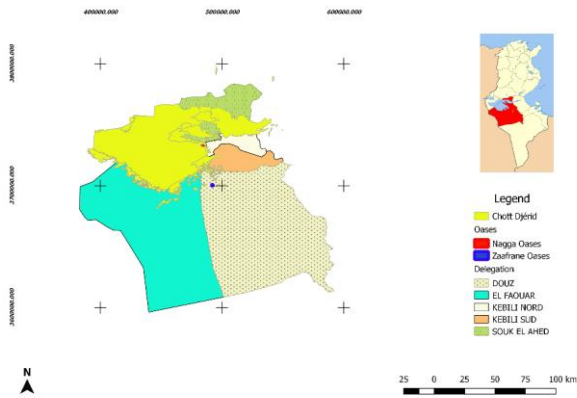 400000.000
500000.000
600000.000
3800000.000
3700000.000
3600000.000
Legend
Chott Djérid
Oases
Nagga Oases
Zaafrane Oases
Delegation
DOUZ
EL FAOUAR
KEBILI NORD
KEBILI SUD
SOUK EL AHED
N
25 0 25 50 75 100 km